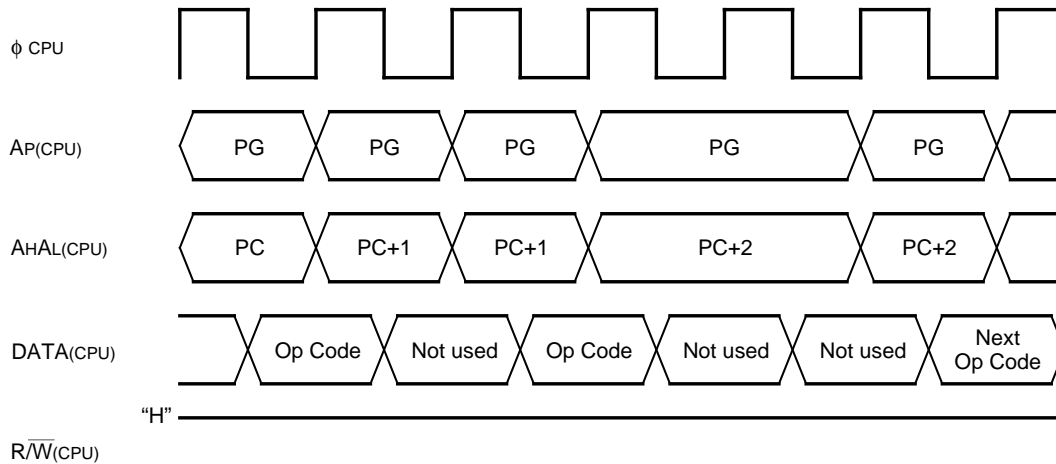 ϕ CPU
AP(CPU) PG PG PG PG PG
AHAL(CPU) PC PC+1 PC+1 PC+2 PC+2
DATA(CPU) Op Code Not used Op Code Not used Not used Next Op Code
“H”
R/W̅(CPU)